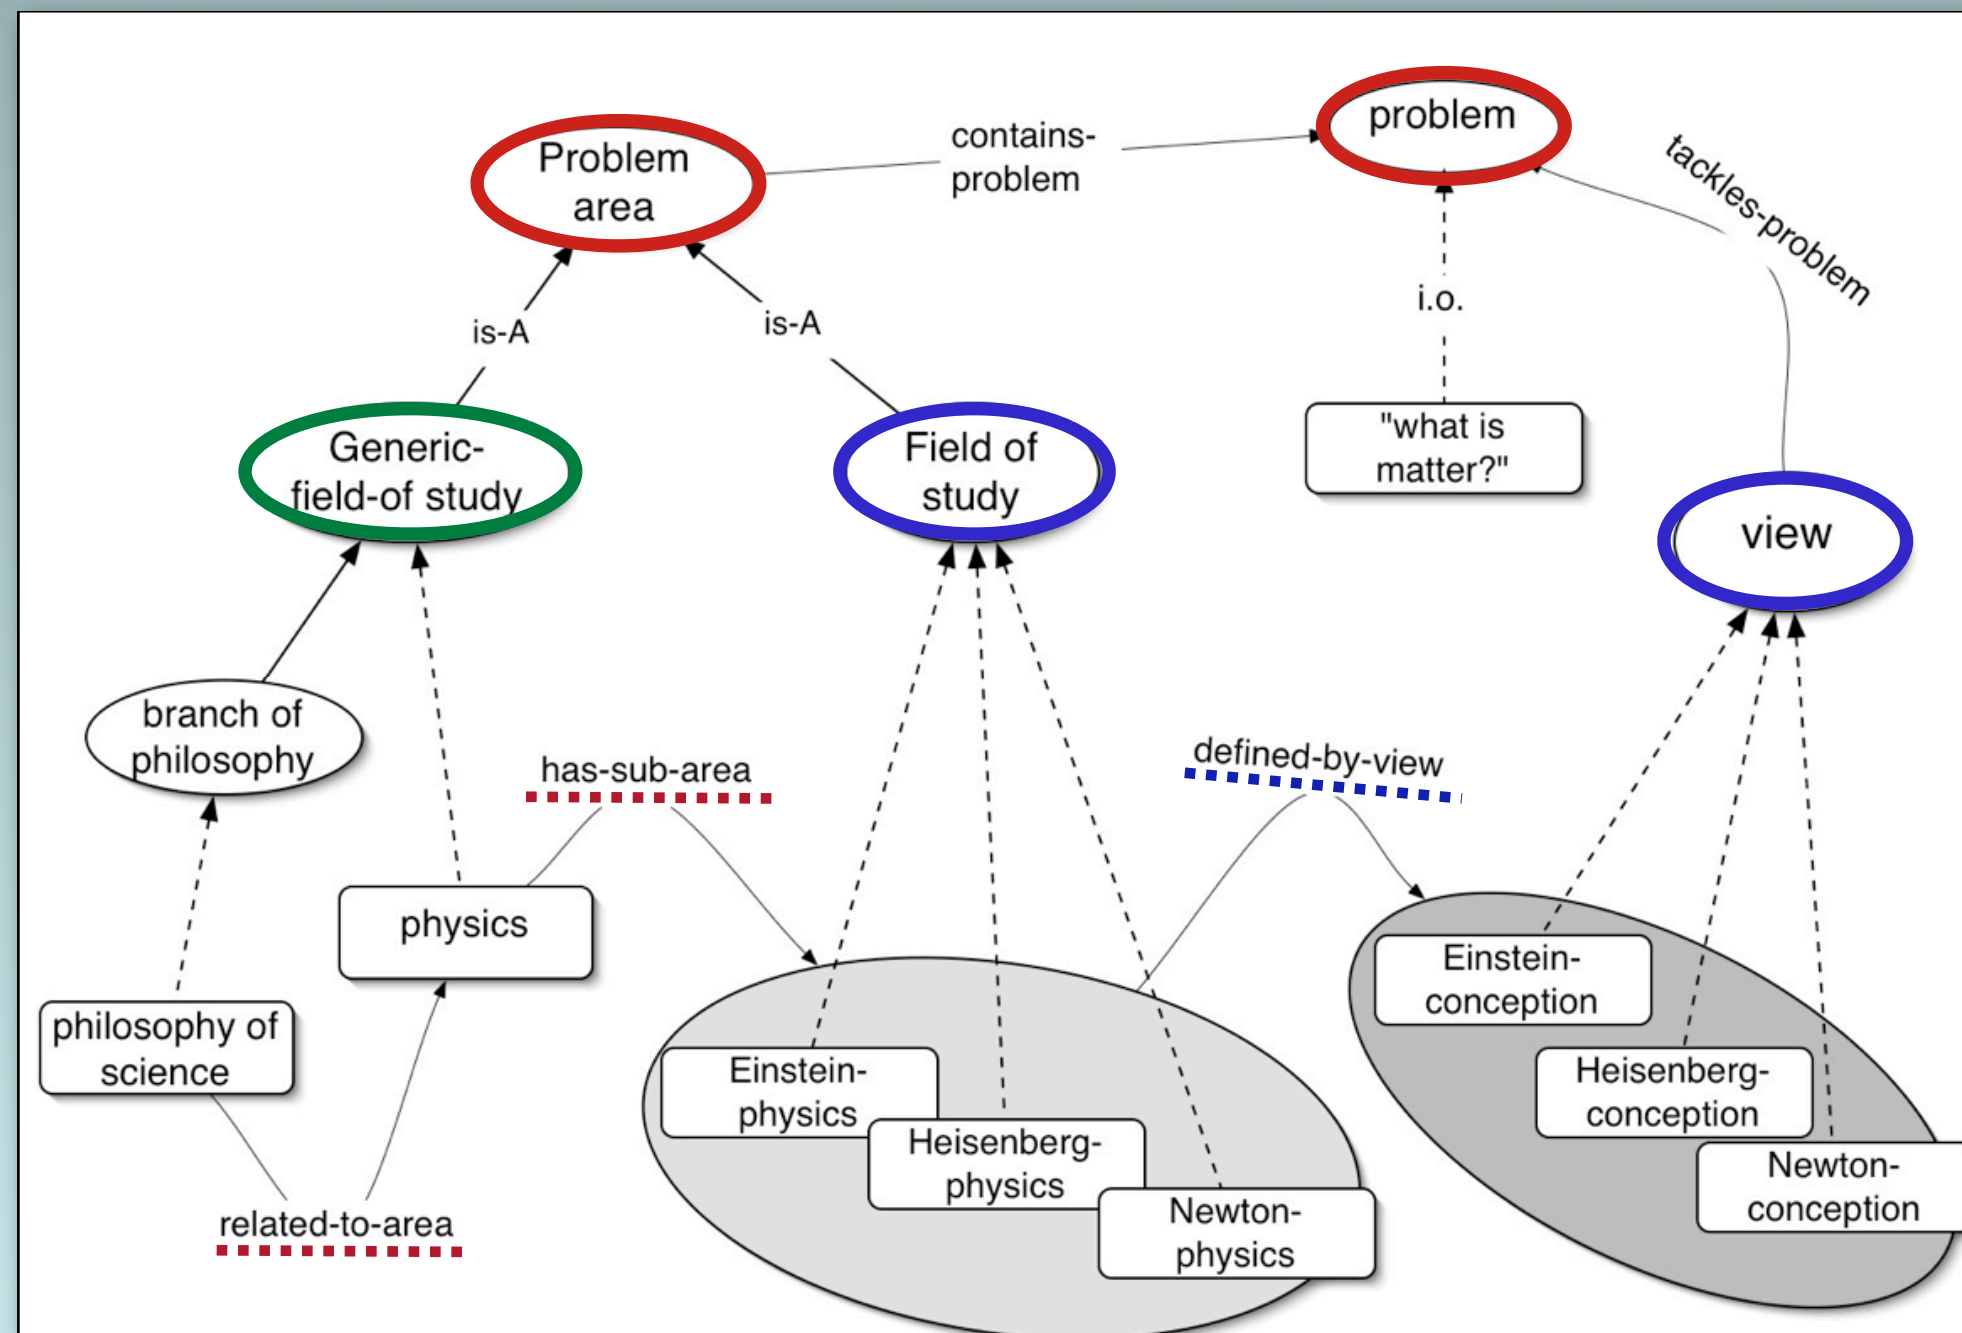 problem
Problem
area
contains-
problem
tackles-problem
is-A
is-A
i.o.
Generic-
field-of study
Field of
study
"what is
matter?"
view
branch of
philosophy
has-sub-area
defined-by-view
physics
Einstein-
conception
philosophy of
science
Einstein-
physics
Heisenberg-
conception
Heisenberg-
physics
Newton-
conception
Newton-
physics
related-to-area